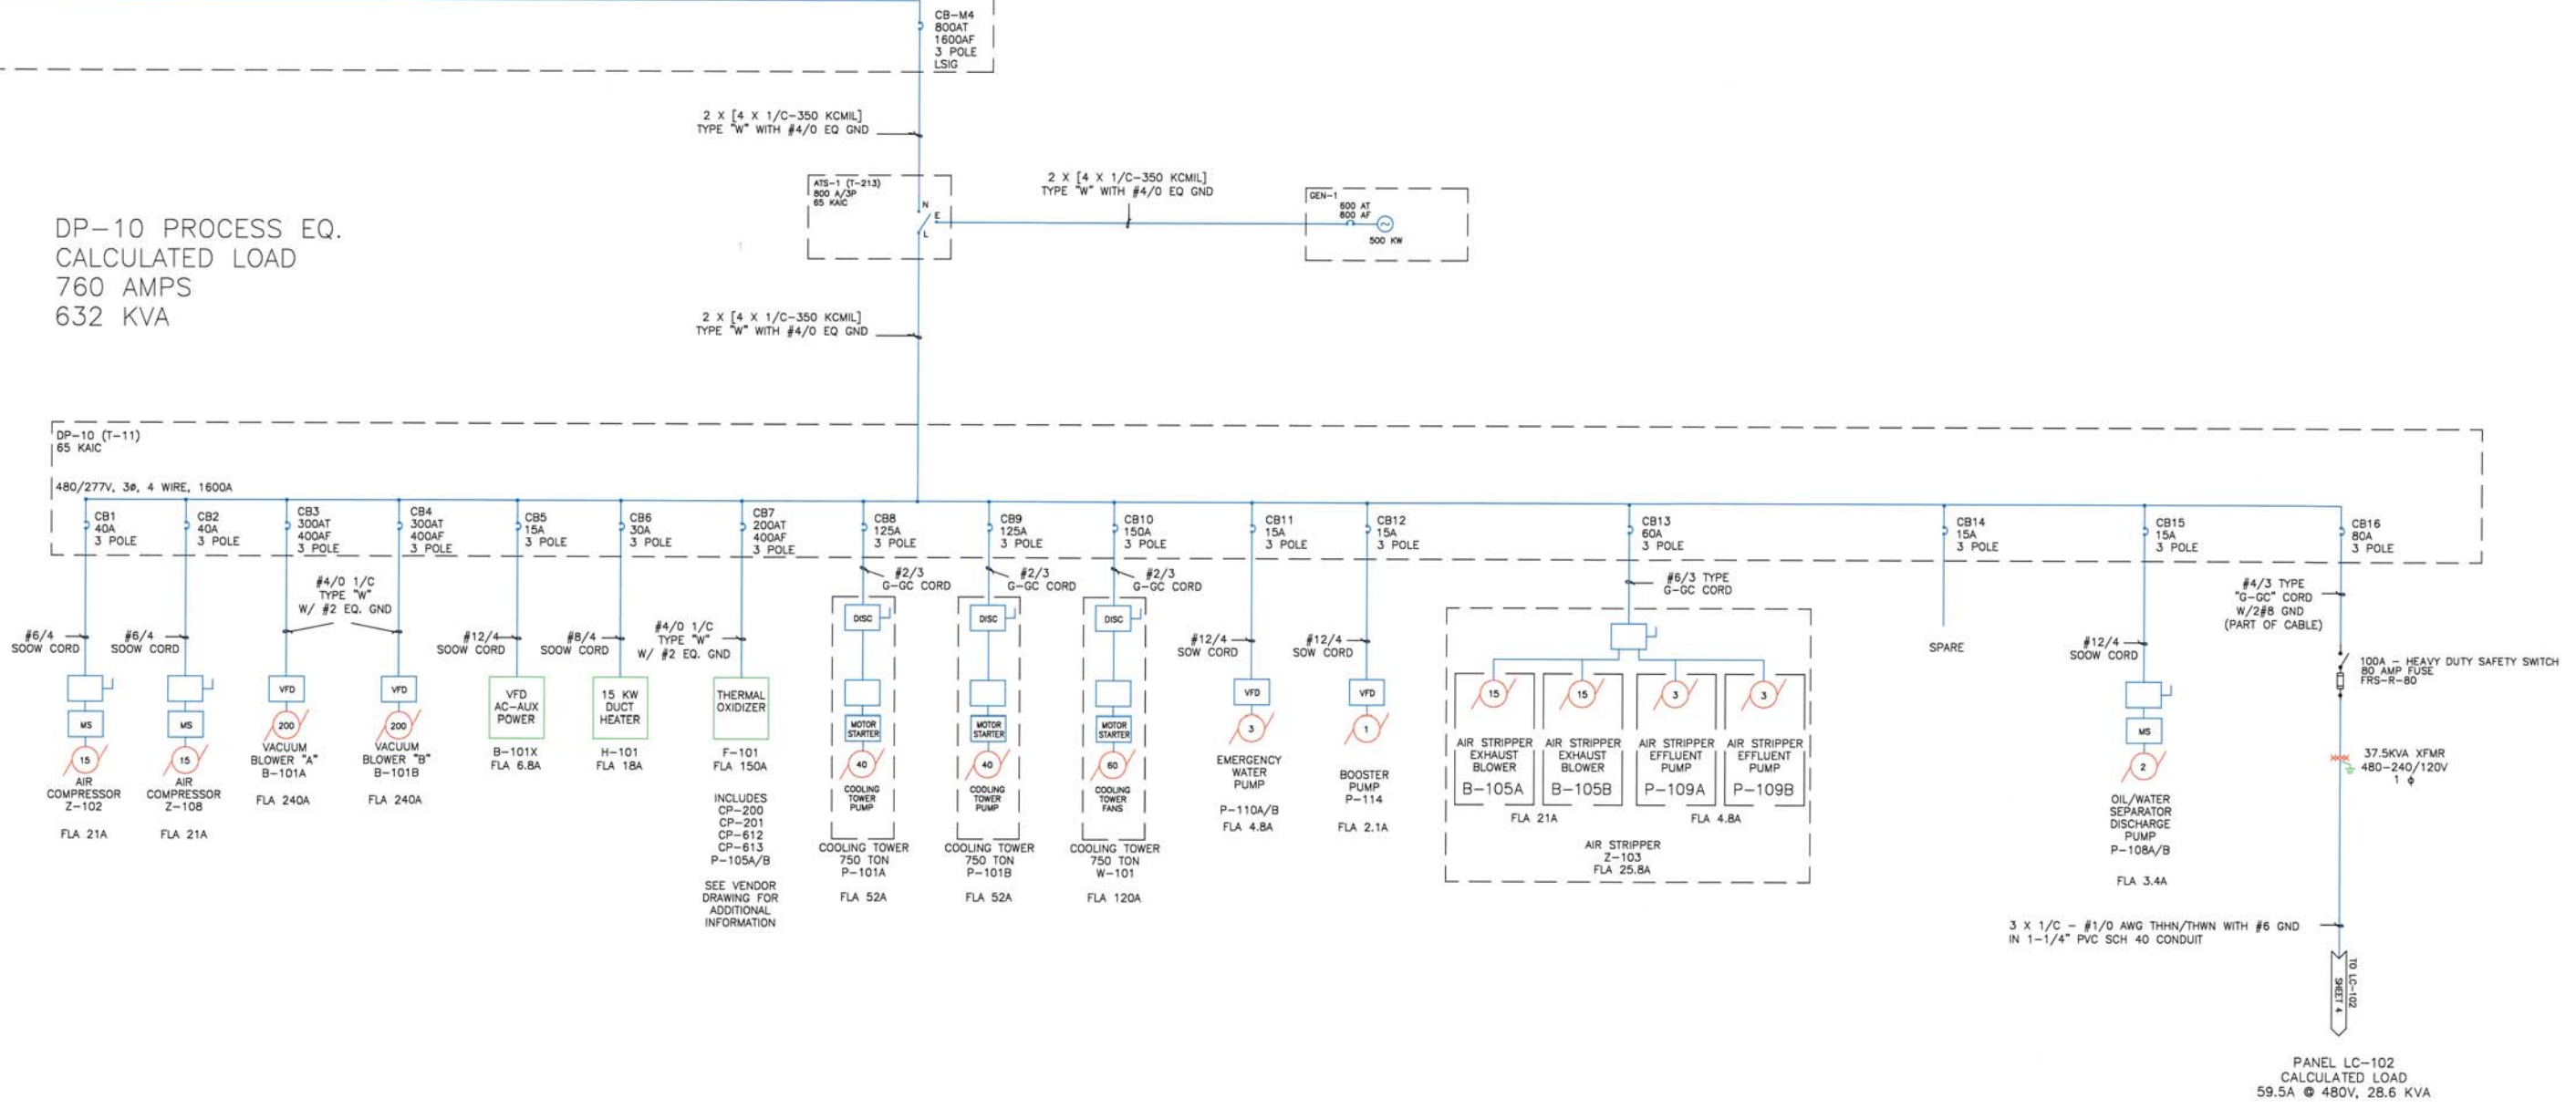 CB-M4
800AT
1600AF
3 POLE
LSIG
2 X [4 X 1/C-350 KCMIL]
TYPE "W" WITH #4/0 EQ GND
ATS-1 (T-213)
800 A/3P
65 KAIC
N
E
L
2 X [4 X 1/C-350 KCMIL]
TYPE "W" WITH #4/0 EQ GND
GEN-1
600 AT
800 AF
500 KW
DP-10 PROCESS EQ.
CALCULATED LOAD
760 AMPS
632 KVA
2 X [4 X 1/C-350 KCMIL]
TYPE "W" WITH #4/0 EQ GND
DP-10 (T-11)
65 KAIC
480/277V, 3ø, 4 WIRE, 1600A
CB1
40A
3 POLE
CB2
40A
3 POLE
CB3
300AT
400AF
3 POLE
CB4
300AT
400AF
3 POLE
CB5
15A
3 POLE
CB6
30A
3 POLE
CB7
200AT
400AF
3 POLE
CB8
125A
3 POLE
CB9
125A
3 POLE
CB10
150A
3 POLE
CB11
15A
3 POLE
CB12
15A
3 POLE
CB13
60A
3 POLE
CB14
15A
3 POLE
CB15
15A
3 POLE
CB16
80A
3 POLE
#6/4
SOOW CORD
MS
15
AIR
COMPRESSOR
Z-102
FLA 21A
#6/4
SOOW CORD
MS
15
AIR
COMPRESSOR
Z-108
FLA 21A
#4/0 1/C
TYPE "W"
W/ #2 EQ. GND
VFD
200
VACUUM
BLOWER "A"
B-101A
FLA 240A
VFD
200
VACUUM
BLOWER "B"
B-101B
FLA 240A
#12/4
SOOW CORD
VFD
AC-AUX
POWER
B-101X
FLA 6.8A
#8/4
SOOW CORD
15 KW
DUCT
HEATER
H-101
FLA 18A
#4/0 1/C
TYPE "W"
W/ #2 EQ. GND
THERMAL
OXIDIZER
F-101
FLA 150A
INCLUDES
CP-200
CP-201
CP-612
CP-613
P-105A/B
SEE VENDOR
DRAWING FOR
ADDITIONAL
INFORMATION
#2/3
G-GC CORD
DISC
MOTOR
STARTER
40
COOLING
TOWER
PUMP
COOLING TOWER
750 TON
P-101A
FLA 52A
#2/3
G-GC CORD
DISC
MOTOR
STARTER
40
COOLING
TOWER
PUMP
COOLING TOWER
750 TON
P-101B
FLA 52A
#2/3
G-GC CORD
DISC
MOTOR
STARTER
60
COOLING
TOWER
FANS
COOLING TOWER
750 TON
W-101
FLA 120A
#12/4
SOW CORD
VFD
3
EMERGENCY
WATER
PUMP
P-110A/B
FLA 4.8A
#12/4
SOW CORD
VFD
1
BOOSTER
PUMP
P-114
FLA 2.1A
#6/3 TYPE
G-GC CORD
15
AIR STRIPPER
EXHAUST
BLOWER
B-105A
15
AIR STRIPPER
EXHAUST
BLOWER
B-105B
3
AIR STRIPPER
EFFLUENT
PUMP
P-109A
3
AIR STRIPPER
EFFLUENT
PUMP
P-109B
FLA 21A
FLA 4.8A
AIR STRIPPER
Z-103
FLA 25.8A
SPARE
#12/4
SOOW CORD
MS
2
OIL/WATER
SEPARATOR
DISCHARGE
PUMP
P-108A/B
FLA 3.4A
#4/3 TYPE
"G-GC" CORD
W/2#8 GND
(PART OF CABLE)
100A - HEAVY DUTY SAFETY SWITCH
80 AMP FUSE
FRS-R-80
37.5KVA XFMR
480-240/120V
1 ϕ
3 X 1/C - #1/0 AWG THHN/THWN WITH #6 GND
IN 1-1/4" PVC SCH 40 CONDUIT
TO LC-102
SHEET 4
PANEL LC-102
CALCULATED LOAD
59.5A @ 480V, 28.6 KVA